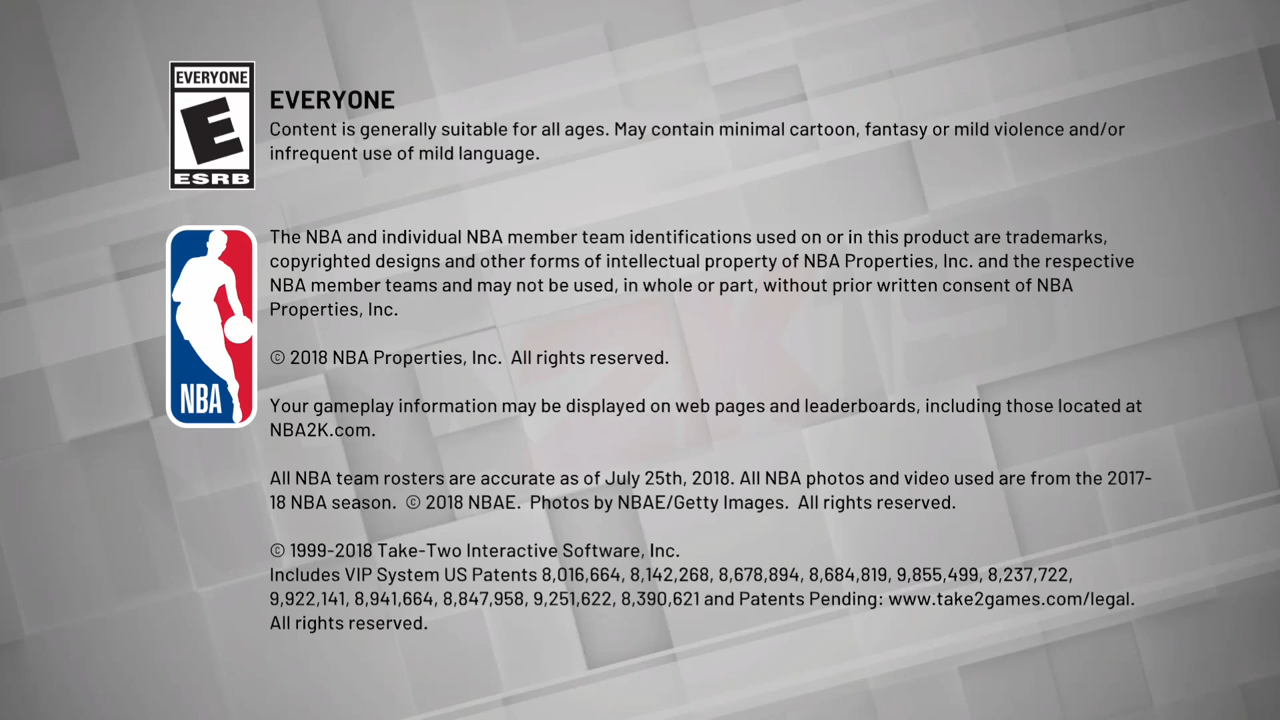 EVERYONE
E
ESRB
EVERYONE
Content is generally suitable for all ages. May contain minimal cartoon, fantasy or mild violence and/or
infrequent use of mild language.
NBA
The NBA and individual NBA member team identifications used on or in this product are trademarks,
copyrighted designs and other forms of intellectual property of NBA Properties, Inc. and the respective
NBA member teams and may not be used, in whole or part, without prior written consent of NBA
Properties, Inc.
© 2018 NBA Properties, Inc.  All rights reserved.
Your gameplay information may be displayed on web pages and leaderboards, including those located at
NBA2K.com.
All NBA team rosters are accurate as of July 25th, 2018. All NBA photos and video used are from the 2017-
18 NBA season.  © 2018 NBAE.  Photos by NBAE/Getty Images.  All rights reserved.
© 1999-2018 Take-Two Interactive Software, Inc.
Includes VIP System US Patents 8,016,664, 8,142,268, 8,678,894, 8,684,819, 9,855,499, 8,237,722,
9,922,141, 8,941,664, 8,847,958, 9,251,622, 8,390,621 and Patents Pending: www.take2games.com/legal.
All rights reserved.